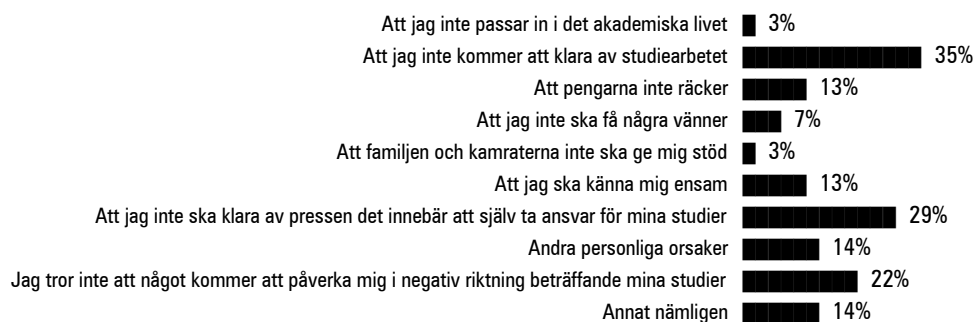 Att jag inte passar in i det akademiska livet 3%
Att jag inte kommer att klara av studiearbetet 35%
Att pengarna inte räcker 13%
Att jag inte ska få några vänner 7%
Att familjen och kamraterna inte ska ge mig stöd 3%
Att jag ska känna mig ensam 13%
Att jag inte ska klara av pressen det innebär att själv ta ansvar för mina studier 29%
Andra personliga orsaker 14%
Jag tror inte att något kommer att påverka mig i negativ riktning beträffande mina studier 22%
Annat nämligen 14%